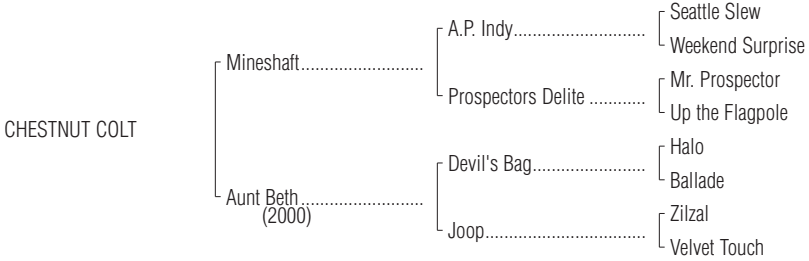 Seattle Slew
A.P. Indy..............................
Weekend Surprise
Mineshaft...........................
Mr. Prospector
Prospectors Delite ............
Up the Flagpole
CHESTNUT COLT
Halo
Devil's Bag.........................
Ballade
Aunt Beth ...........................
(2000)
Zilzal
Joop....................................
Velvet Touch